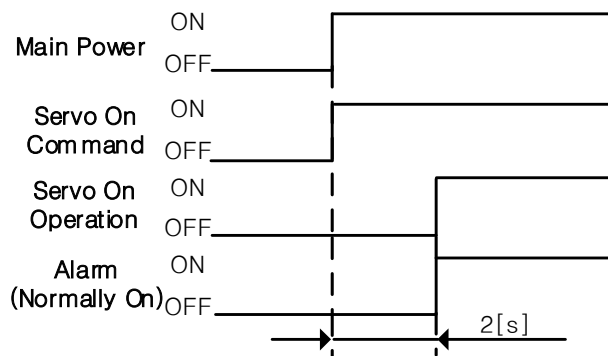 Main Power
ON
OFF
Servo On
Command
ON
OFF
Servo On
Operation
ON
OFF
Alarm
(Normally On)
ON
OFF
2[s]